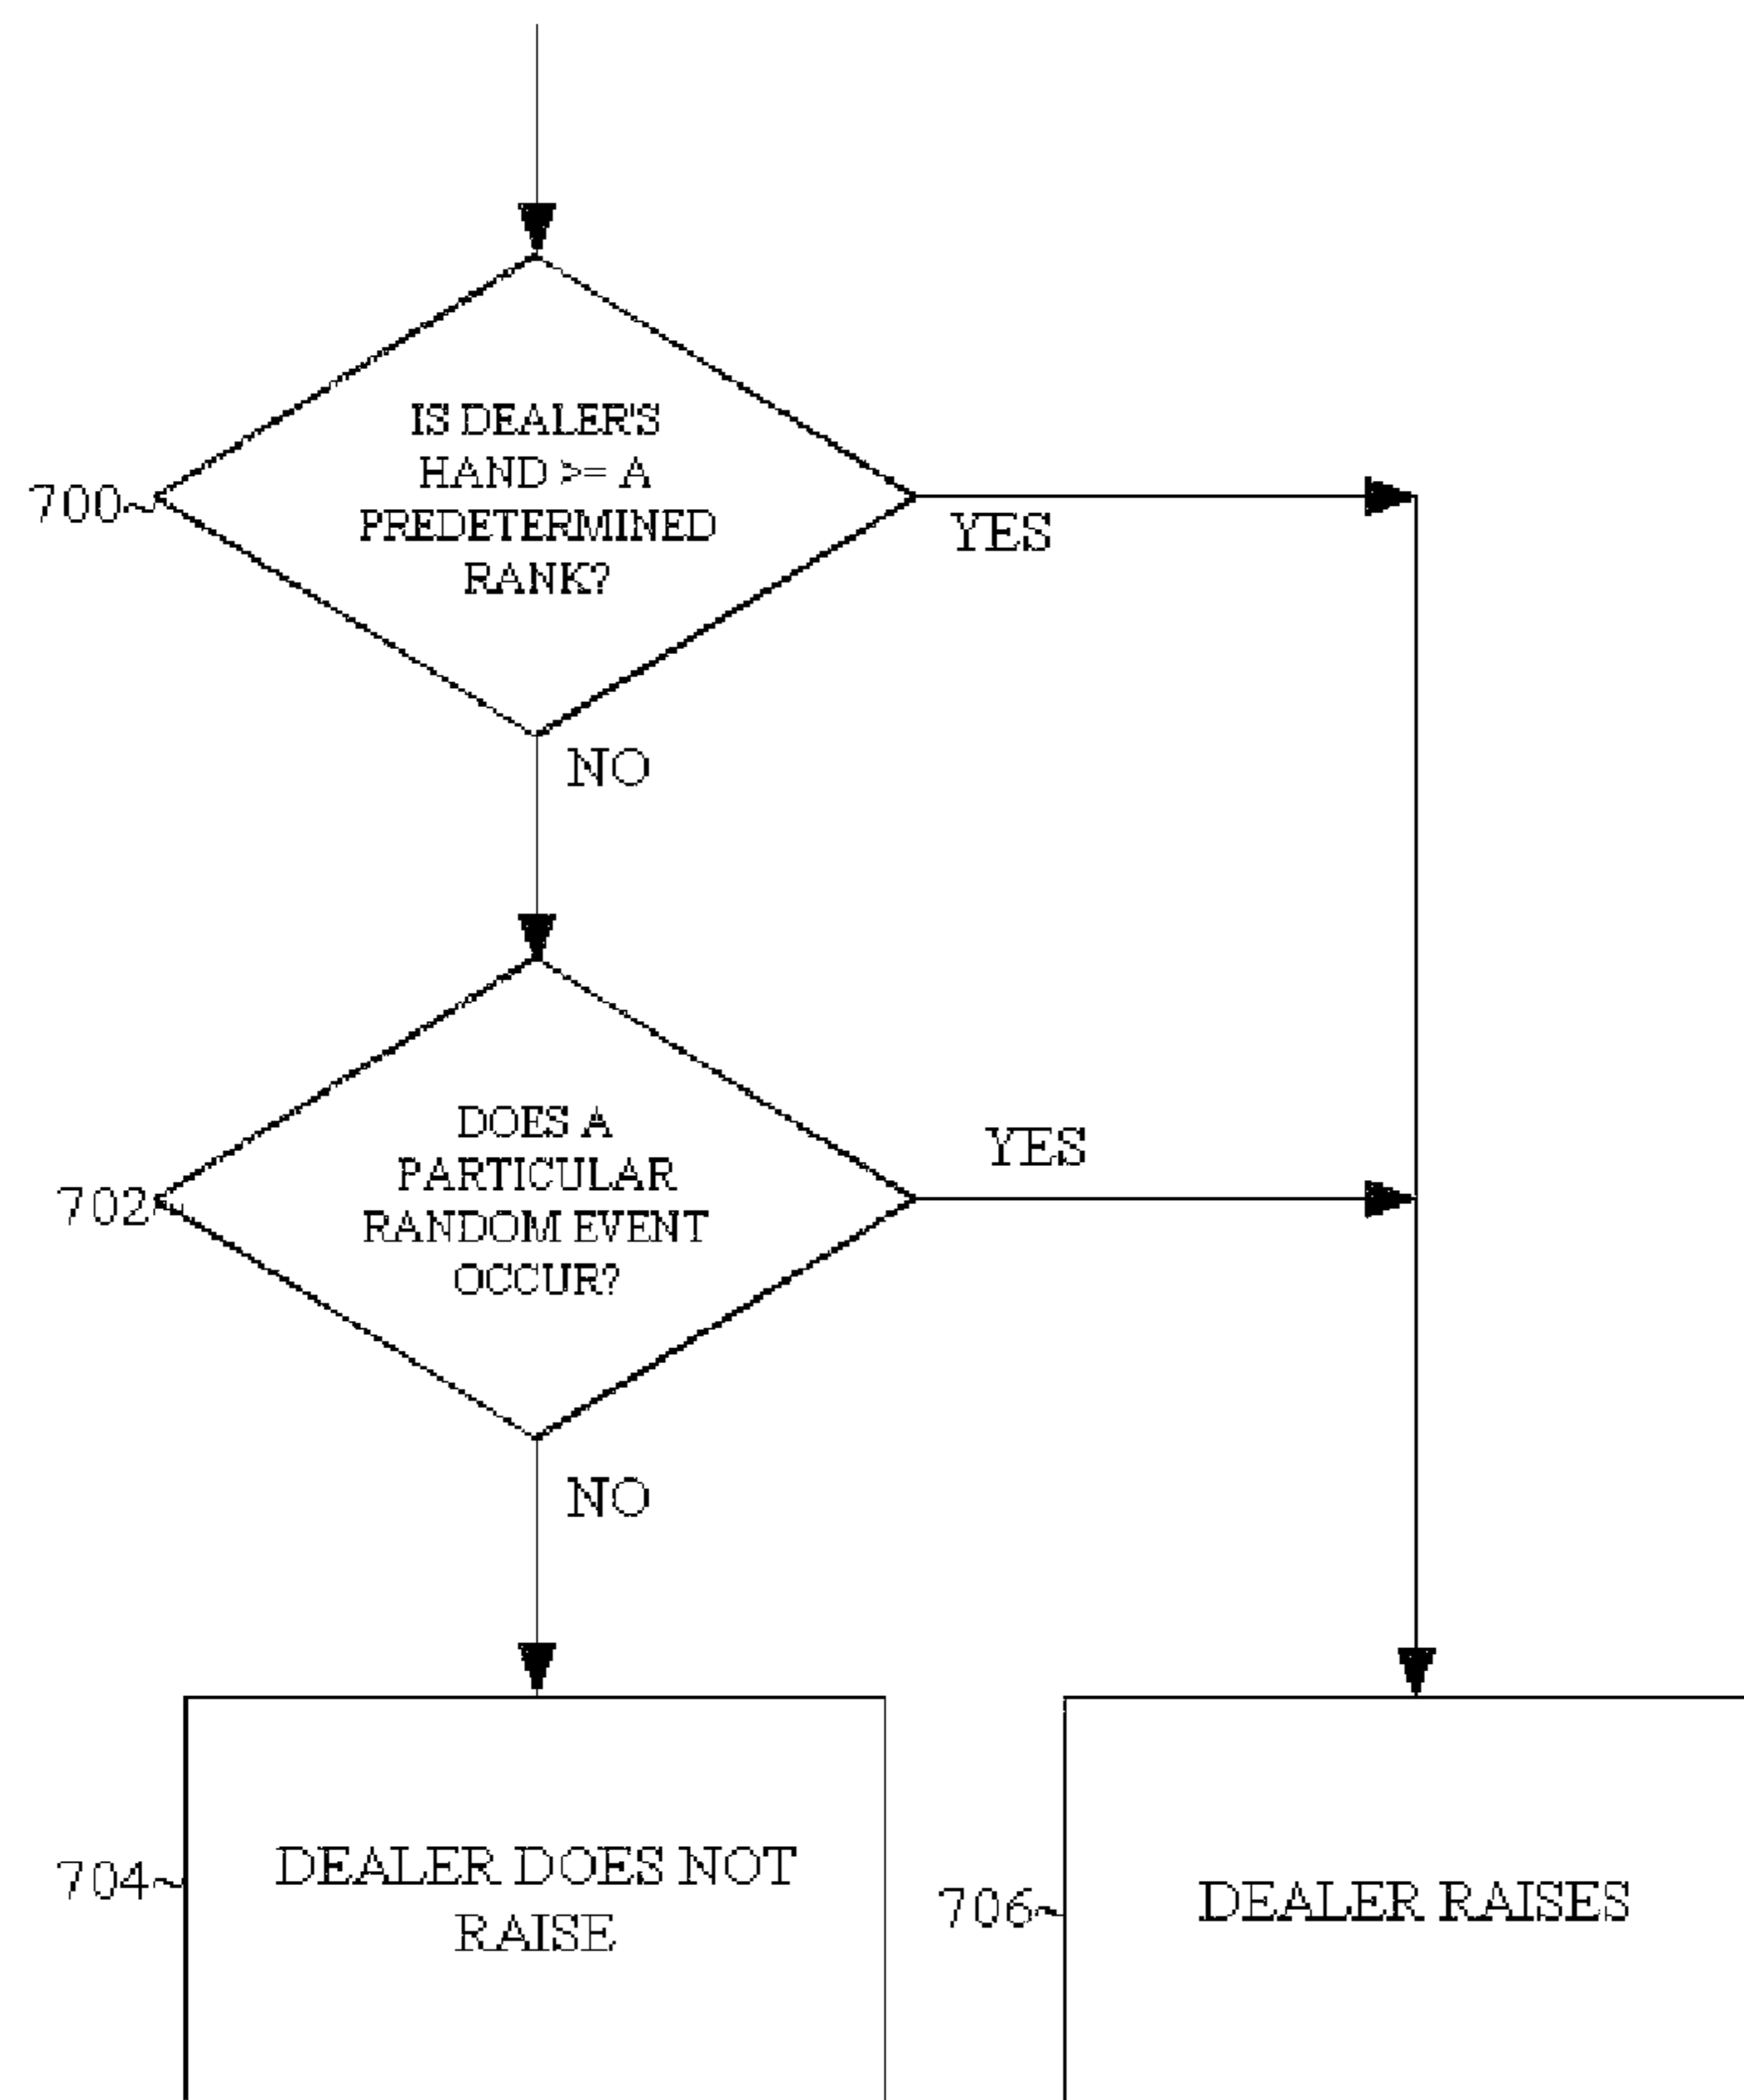 IS DEALER'S
HAND >= A
PREDETERMINED
RANK?
700
YES
NO
DOES A
PARTICULAR
RANDOM EVENT
OCCUR?
702
YES
NO
DEALER DOES NOT
RAISE
704
DEALER RAISES
706